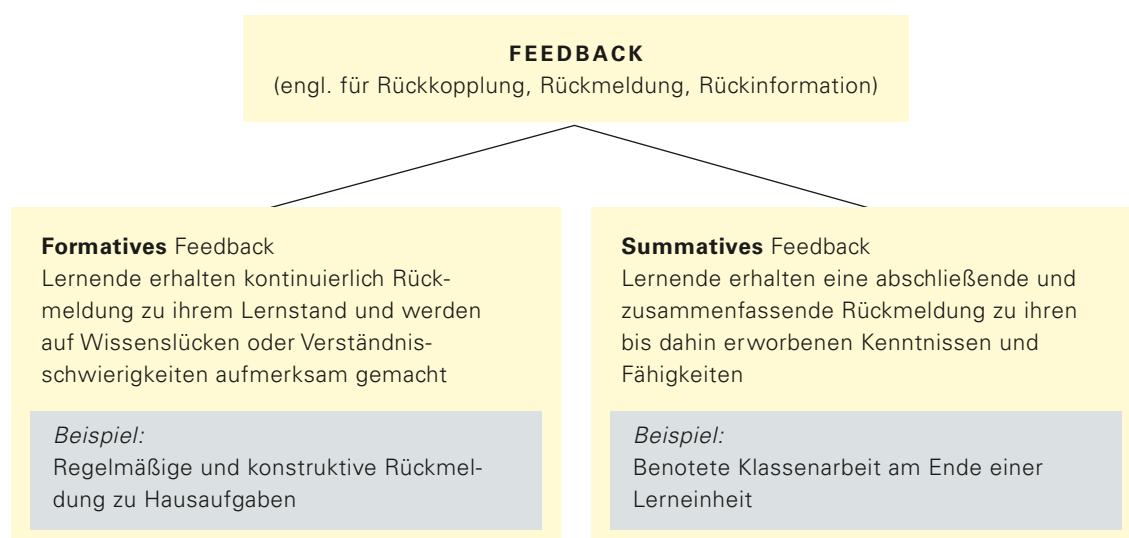 FEEDBACK
(engl. für Rückkopplung, Rückmeldung, Rückinformation)
Formatives Feedback
Lernende erhalten kontinuierlich Rück-
meldung zu ihrem Lernstand und werden
auf Wissenslücken oder Verständnis-
schwierigkeiten aufmerksam gemacht
Beispiel:
Regelmäßige und konstruktive Rückmel-
dung zu Hausaufgaben
Summatives Feedback
Lernende erhalten eine abschließende und
zusammenfassende Rückmeldung zu ihren
bis dahin erworbenen Kenntnissen und
Fähigkeiten
Beispiel:
Benotete Klassenarbeit am Ende einer
Lerneinheit